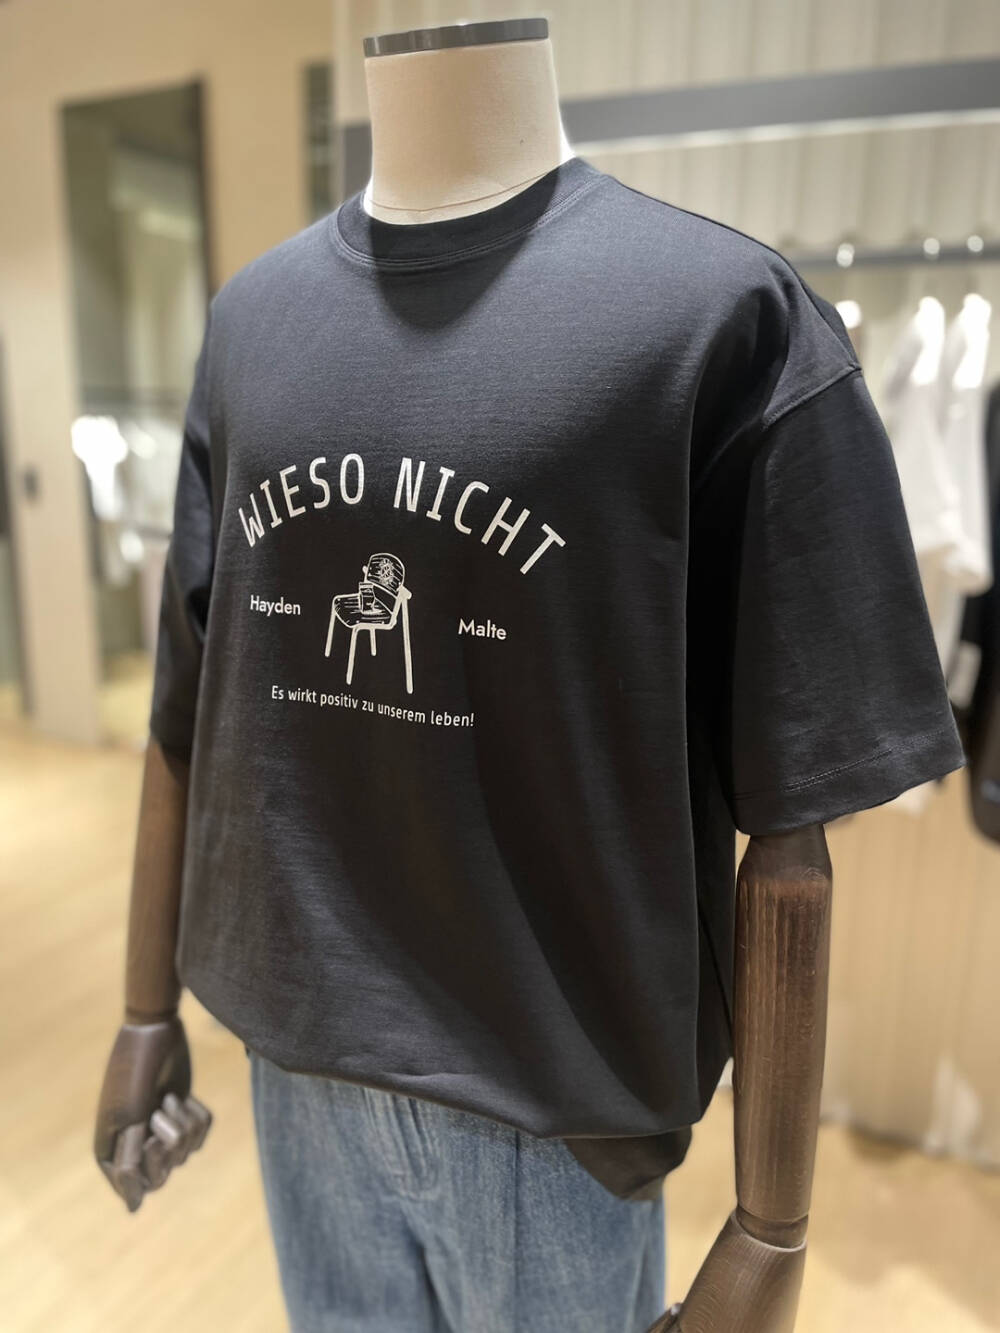 WIESO NICHT
Hayden
Malte
Es wirkt positiv zu unserem leben!